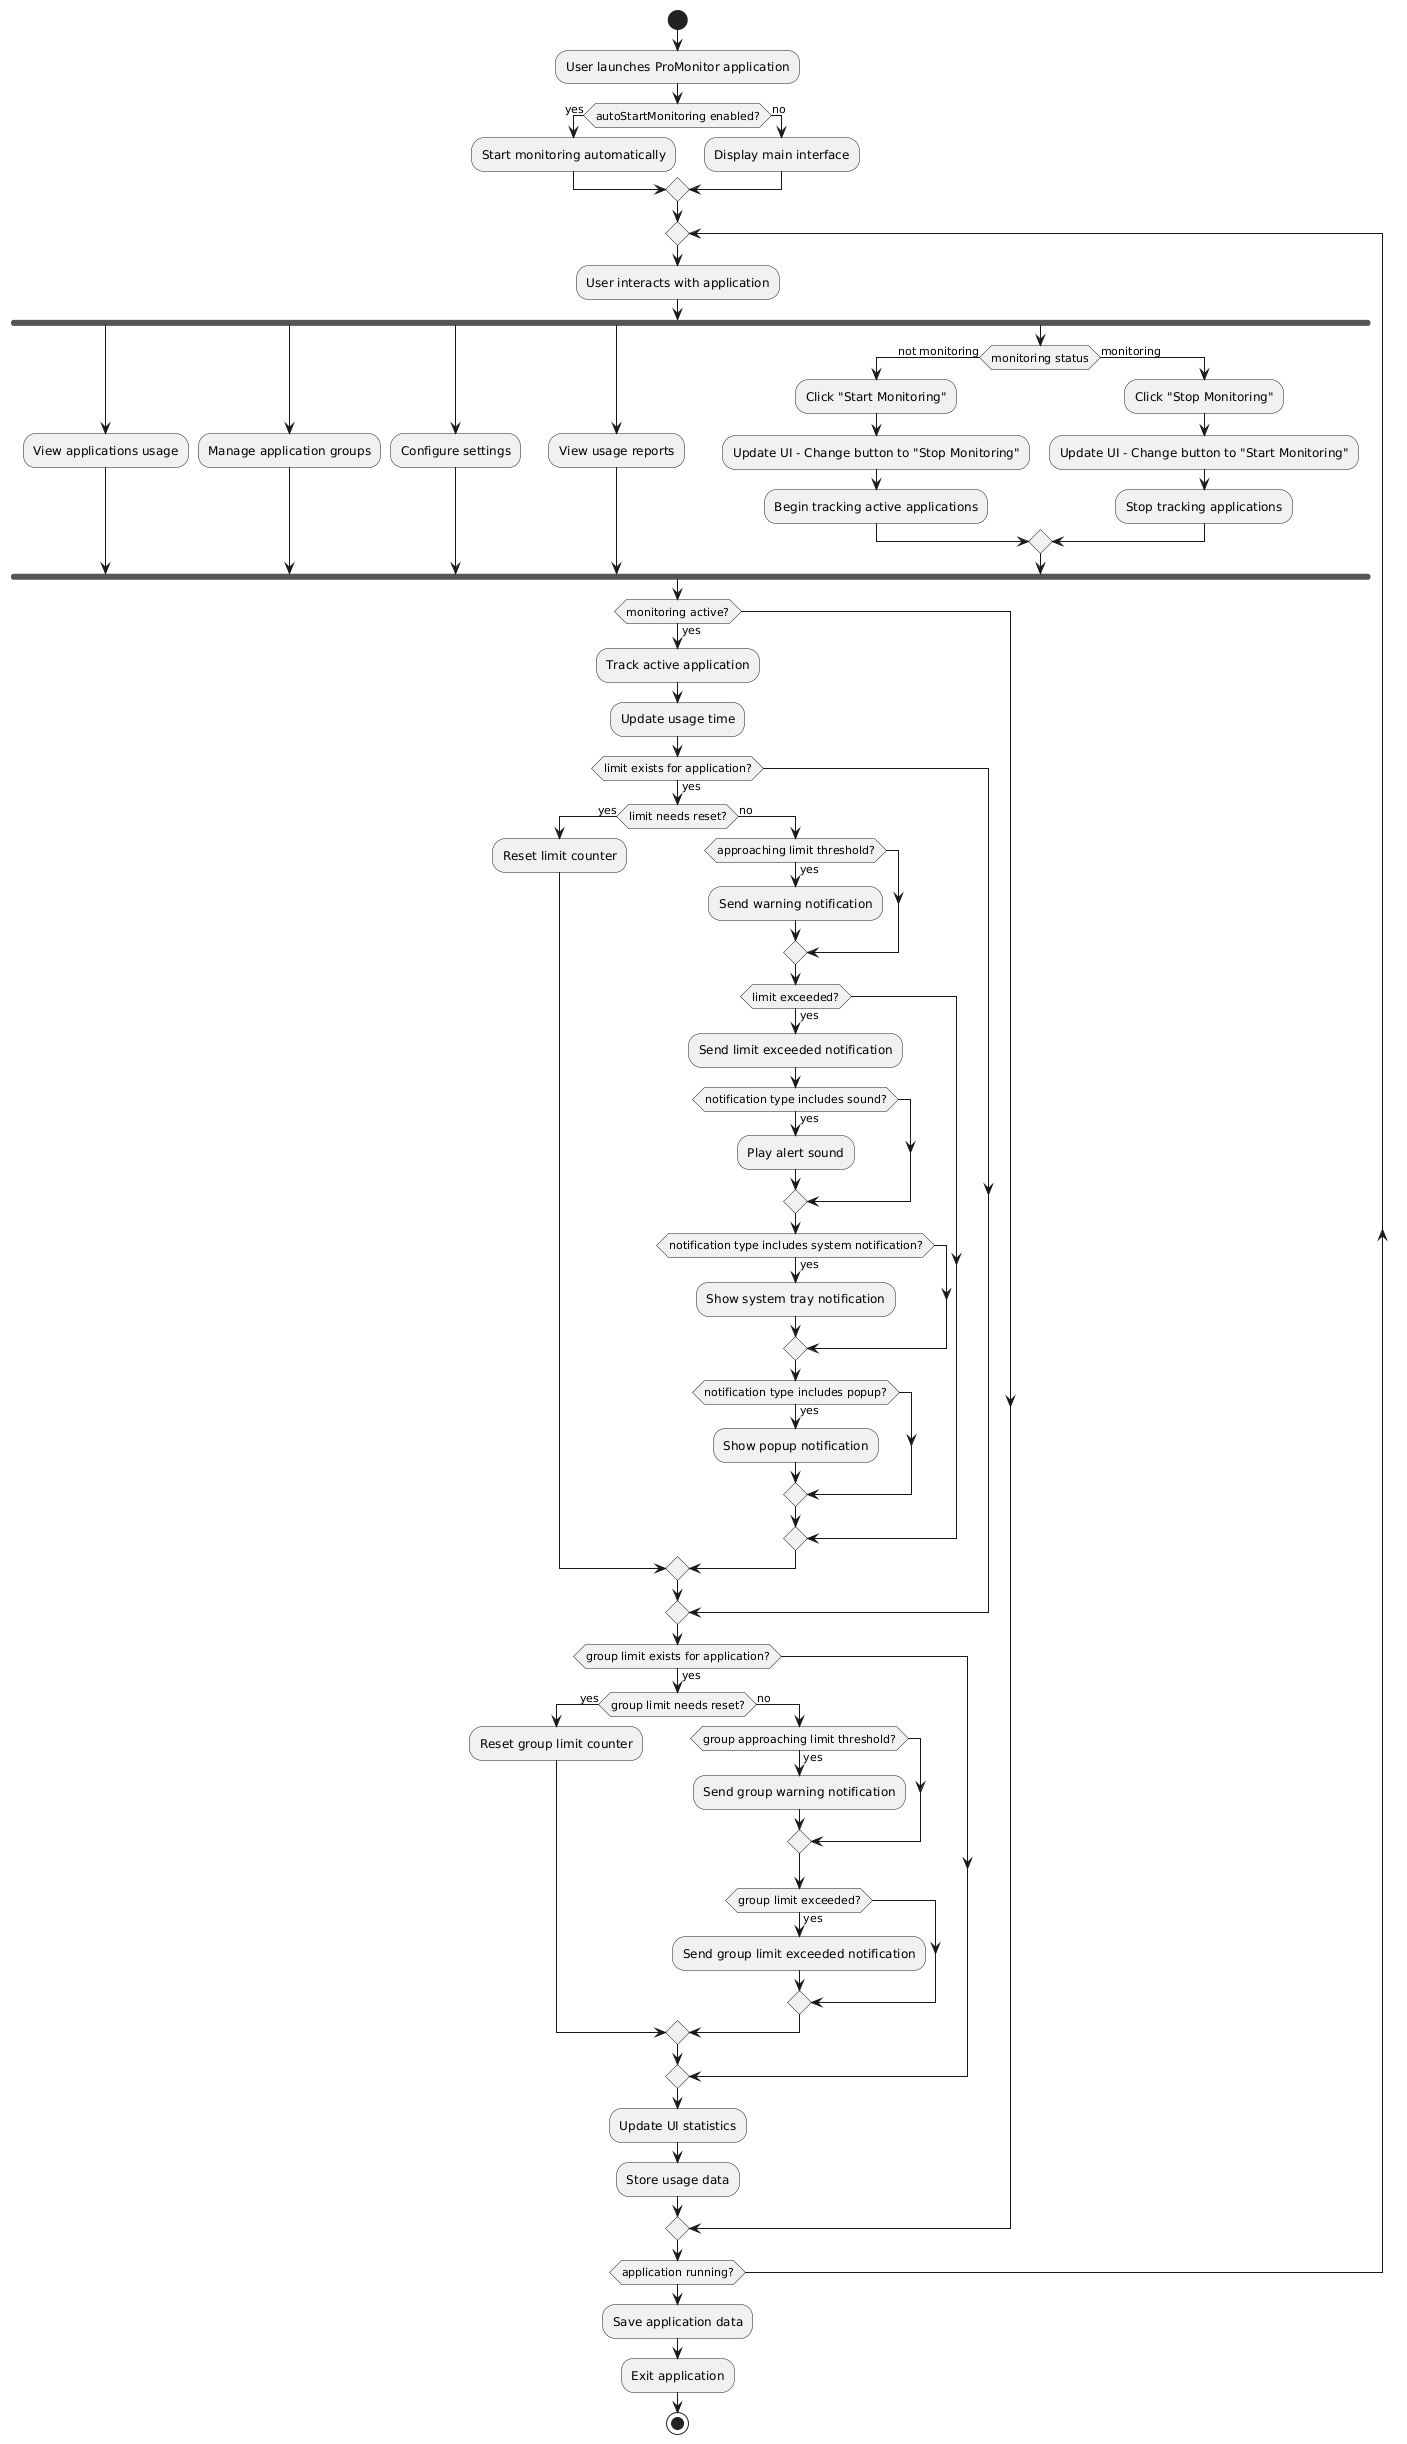 User launches ProMonitor application
yes
autoStartMonitoring enabled?
no
Start monitoring automatically
Display main interface
User interacts with application
not monitoring
monitoring status
monitoring
Click "Start Monitoring"
Click "Stop Monitoring"
View applications usage
Manage application groups
Configure settings
View usage reports
Update UI - Change button to "Stop Monitoring"
Update UI - Change button to "Start Monitoring"
Begin tracking active applications
Stop tracking applications
monitoring active?
yes
Track active application
Update usage time
limit exists for application?
yes
yes
limit needs reset?
no
Reset limit counter
approaching limit threshold?
yes
Send warning notification
limit exceeded?
yes
Send limit exceeded notification
notification type includes sound?
yes
Play alert sound
notification type includes system notification?
yes
Show system tray notification
notification type includes popup?
yes
Show popup notification
group limit exists for application?
yes
yes
group limit needs reset?
no
Reset group limit counter
group approaching limit threshold?
yes
Send group warning notification
group limit exceeded?
yes
Send group limit exceeded notification
Update UI statistics
Store usage data
application running?
Save application data
Exit application